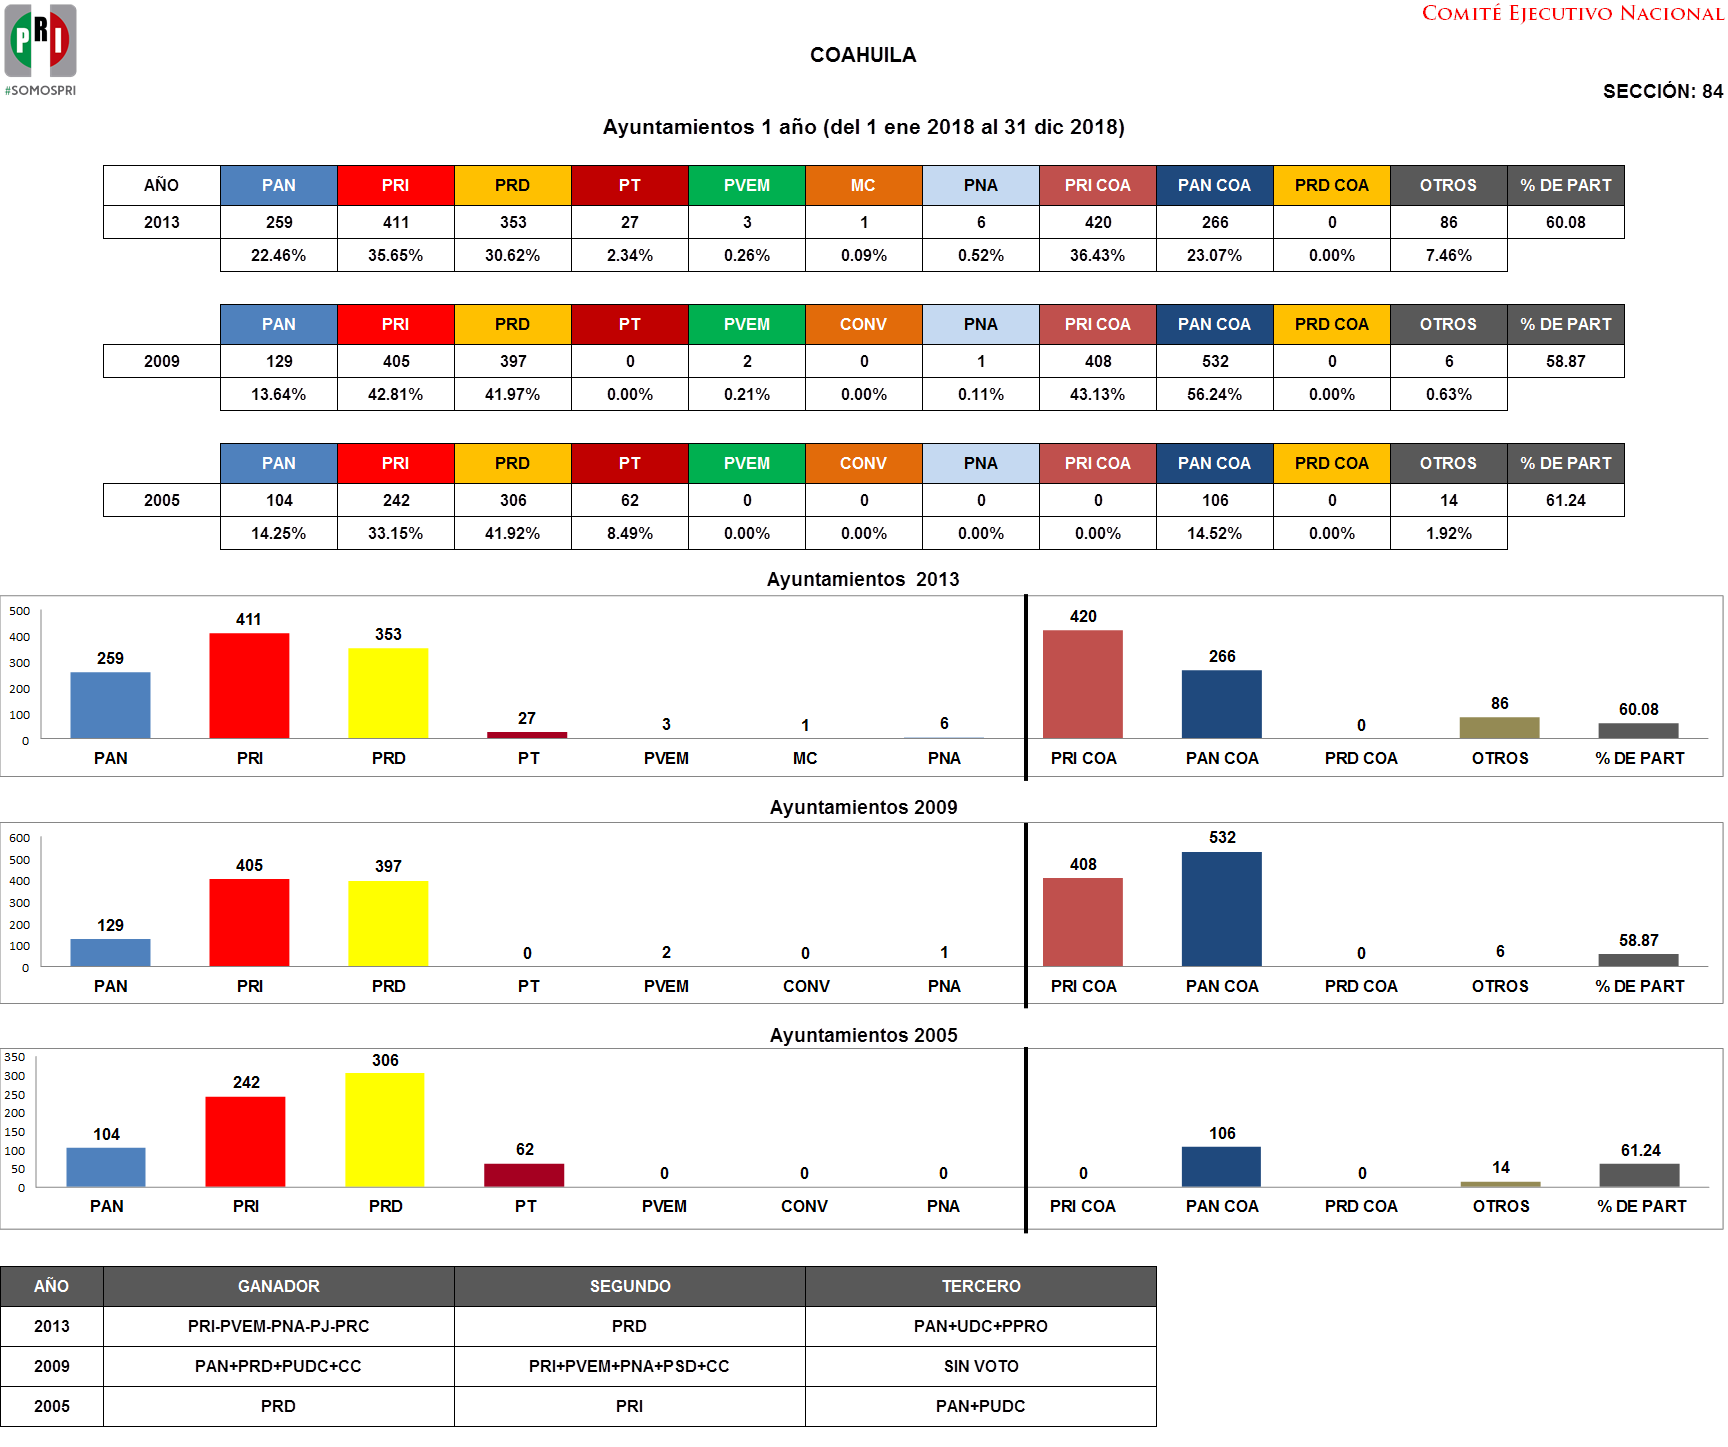 PRI
#SOMOSPRI
COMITÉ EJECUTIVO NACIONAL
COAHUILA
SECCIÓN: 84
Ayuntamientos 1 año (del 1 ene 2018 al 31 dic 2018)
AÑO PAN PRI PRD PT PVEM MC PNA PRI COA PAN COA PRD COA OTROS % DE PART
2013 259 411 353 27 3 1 6 420 266 0 86 60.08
22.46% 35.65% 30.62% 2.34% 0.26% 0.09% 0.52% 36.43% 23.07% 0.00% 7.46%
PAN PRI PRD PT PVEM CONV PNA PRI COA PAN COA PRD COA OTROS % DE PART
2009 129 405 397 0 2 0 1 408 532 0 6 58.87
13.64% 42.81% 41.97% 0.00% 0.21% 0.00% 0.11% 43.13% 56.24% 0.00% 0.63%
PAN PRI PRD PT PVEM CONV PNA PRI COA PAN COA PRD COA OTROS % DE PART
2005 104 242 306 62 0 0 0 0 106 0 14 61.24
14.25% 33.15% 41.92% 8.49% 0.00% 0.00% 0.00% 0.00% 14.52% 0.00% 1.92%
Ayuntamientos 2013
500
400
300
200
100
0
259 411 353 27 3 1 6 420 266 0 86 60.08
PAN PRI PRD PT PVEM MC PNA PRI COA PAN COA PRD COA OTROS % DE PART
Ayuntamientos 2009
600
500
400
300
200
100
0
129 405 397 0 2 0 1 408 532 0 6 58.87
PAN PRI PRD PT PVEM CONV PNA PRI COA PAN COA PRD COA OTROS % DE PART
Ayuntamientos 2005
350
300
250
200
150
100
50
0
104 242 306 62 0 0 0 0 106 0 14 61.24
PAN PRI PRD PT PVEM CONV PNA PRI COA PAN COA PRD COA OTROS % DE PART
AÑO GANADOR SEGUNDO TERCERO
2013 PRI-PVEM-PNA-PJ-PRC PRD PAN+UDC+PPRO
2009 PAN+PRD+PUDC+CC PRI+PVEM+PNA+PSD+CC SIN VOTO
2005 PRD PRI PAN+PUDC